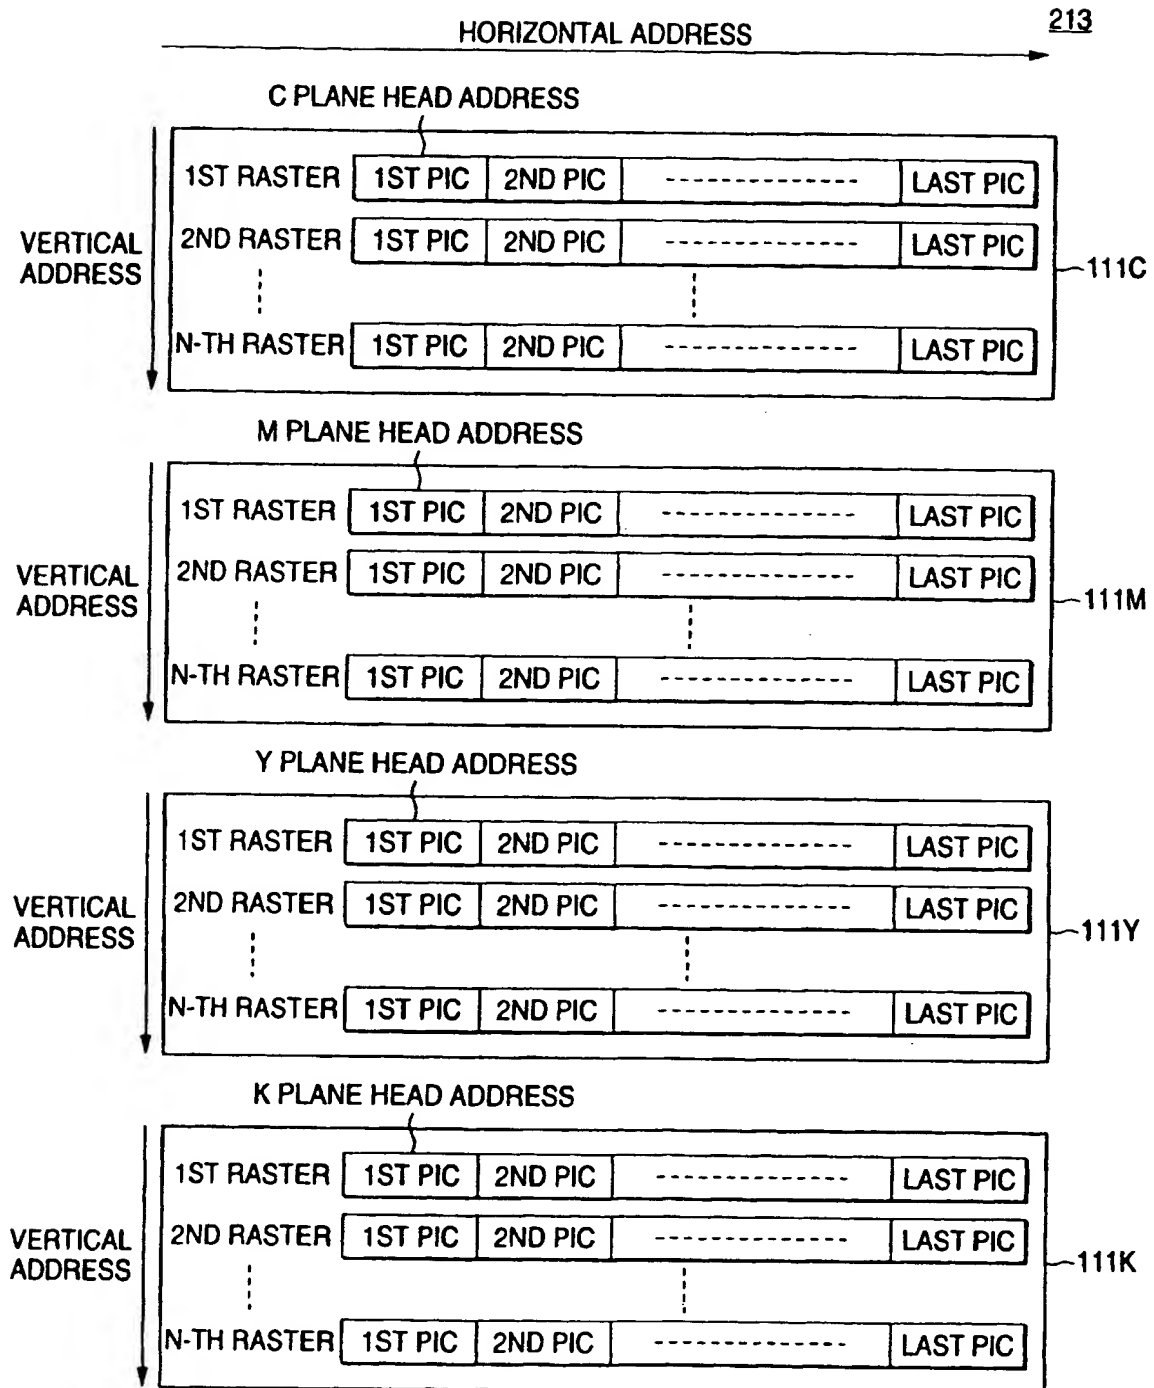 213
HORIZONTAL ADDRESS
C PLANE HEAD ADDRESS
1ST RASTER 1ST PIC 2ND PIC LAST PIC
2ND RASTER 1ST PIC 2ND PIC LAST PIC
N-TH RASTER 1ST PIC 2ND PIC LAST PIC
VERTICAL
ADDRESS
111C
M PLANE HEAD ADDRESS
1ST RASTER 1ST PIC 2ND PIC LAST PIC
2ND RASTER 1ST PIC 2ND PIC LAST PIC
N-TH RASTER 1ST PIC 2ND PIC LAST PIC
VERTICAL
ADDRESS
111M
Y PLANE HEAD ADDRESS
1ST RASTER 1ST PIC 2ND PIC LAST PIC
2ND RASTER 1ST PIC 2ND PIC LAST PIC
N-TH RASTER 1ST PIC 2ND PIC LAST PIC
VERTICAL
ADDRESS
111Y
K PLANE HEAD ADDRESS
1ST RASTER 1ST PIC 2ND PIC LAST PIC
2ND RASTER 1ST PIC 2ND PIC LAST PIC
N-TH RASTER 1ST PIC 2ND PIC LAST PIC
VERTICAL
ADDRESS
111K